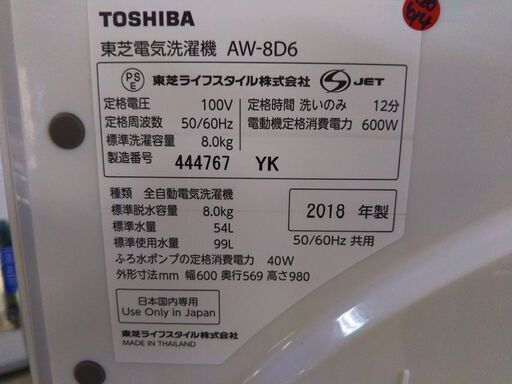 TOSHIBA
東芝電気洗濯機 AW-8D6
PS E 東芝ライフスタイル株式会社 S JET
定格電圧 100V 定格時間 洗いのみ 12分
定格周波数 50/60Hz 電動機定格消費電力 600W
標準洗濯容量 8.0kg
製造番号 444767 YK
種類 全自動電気洗濯機
標準脱水容量 8.0kg 2018 年製
標準水量 54L
標準使用水量 99L 50/60Hz 共用
ふろ水ポンプの定格消費電力 40W
外形寸法mm 幅600 奥行569 高さ980
日本国内専用
Use Only in Japan
東芝ライフスタイル株式会社
MADE IN THAILAND